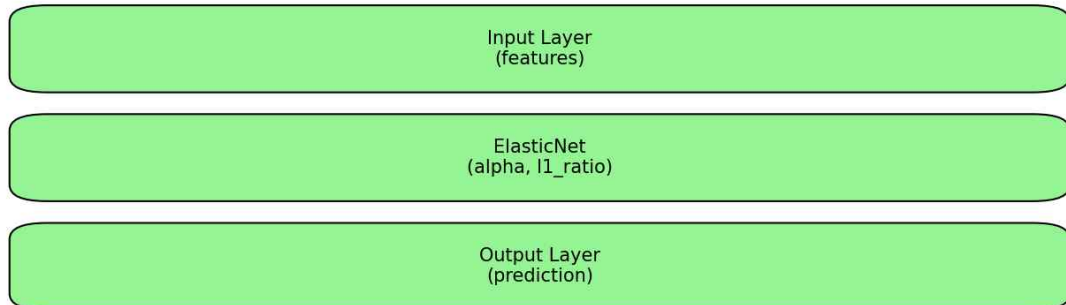 Input Layer
(features)
ElasticNet
(alpha, l1_ratio)
Output Layer
(prediction)